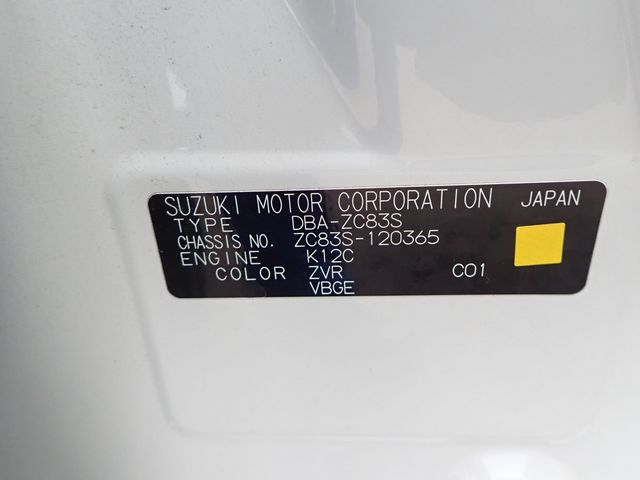 SUZUKI MOTOR CORPORATION JAPAN
TYPE DBA-ZC83S
CHASSIS NO. ZC83S-120365
ENGINE K12C
COLOR ZVR C01
VBGE